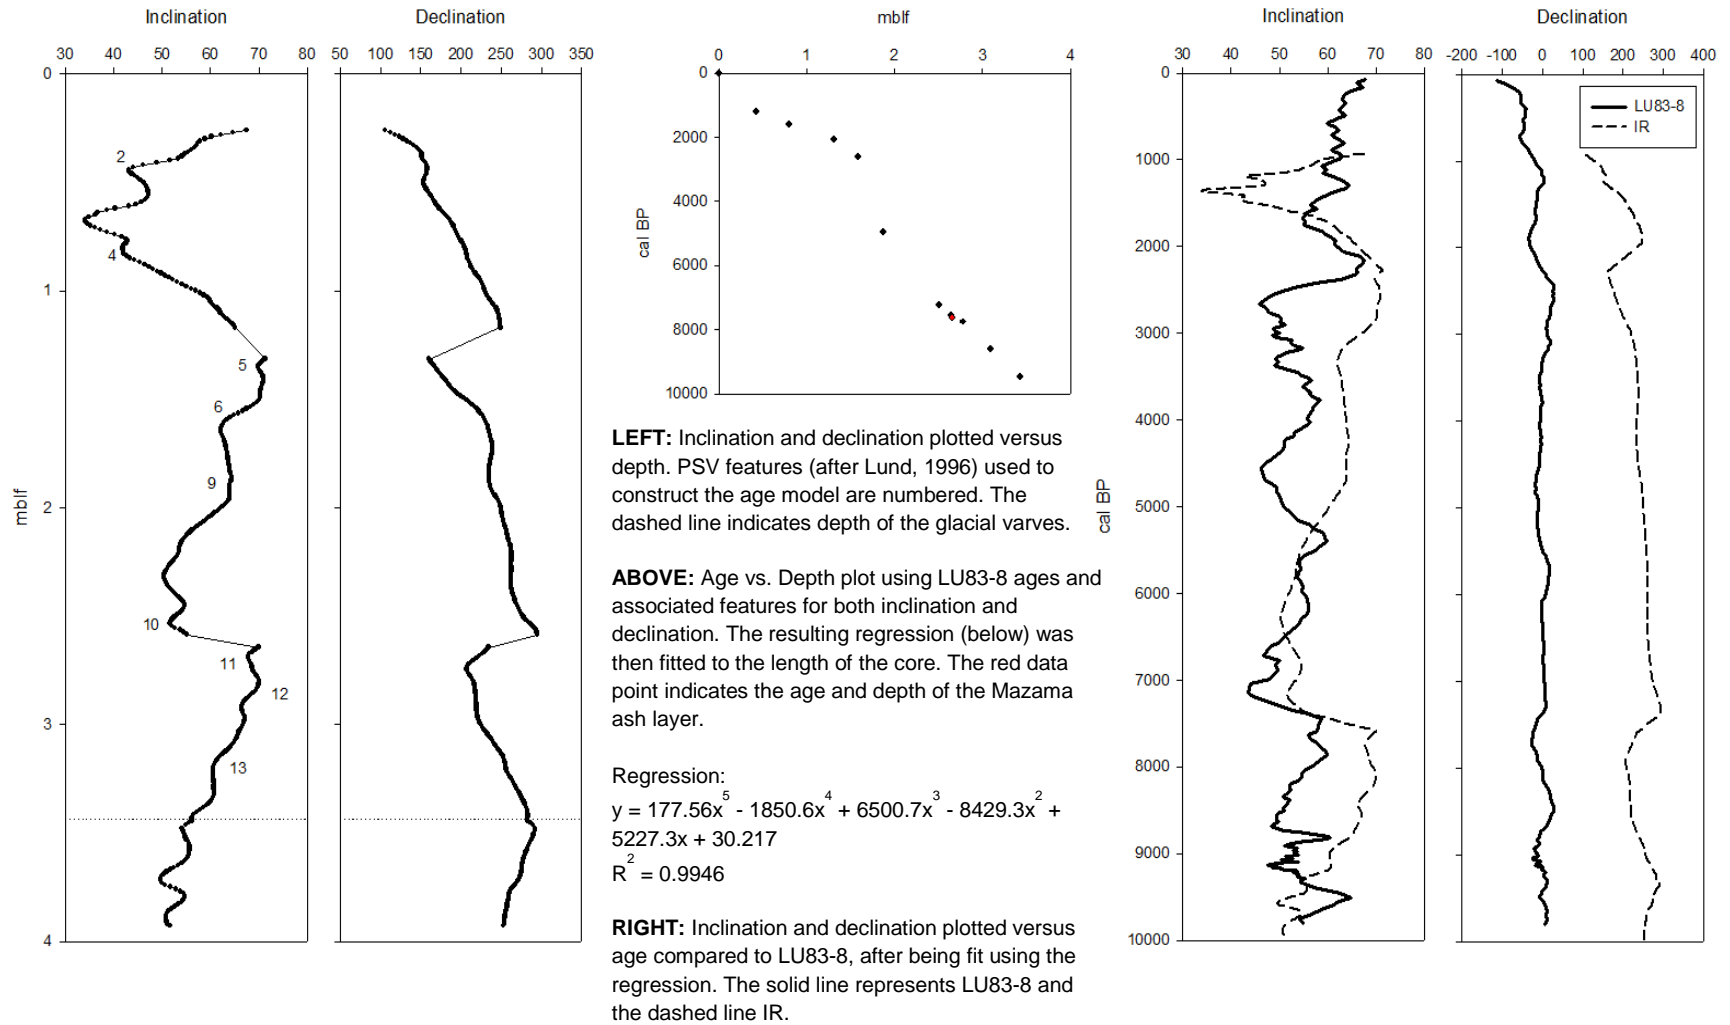 Inclination
30 40 50 60 70 80
Declination
50 100 150 200 250 300 350
mblf
0
1
2
3
4
2
4
5
6
9
10
11
12
13
mblf
0 1 2 3 4
cal BP
0
2000
4000
6000
8000
10000
LEFT: Inclination and declination plotted versus
depth. PSV features (after Lund, 1996) used to
construct the age model are numbered. The
dashed line indicates depth of the glacial varves.
ABOVE: Age vs. Depth plot using LU83-8 ages and
associated features for both inclination and
declination. The resulting regression (below) was
then fitted to the length of the core. The red data
point indicates the age and depth of the Mazama
ash layer.
Regression:
y = 177.56x^5 - 1850.6x^4 + 6500.7x^3 - 8429.3x^2 +
5227.3x + 30.217
R^2 = 0.9946
RIGHT: Inclination and declination plotted versus
age compared to LU83-8, after being fit using the
regression. The solid line represents LU83-8 and
the dashed line IR.
Inclination
30 40 50 60 70 80
Declination
-200 -100 0 100 200 300 400
LU83-8
IR
cal BP
0
1000
2000
3000
4000
5000
6000
7000
8000
9000
10000